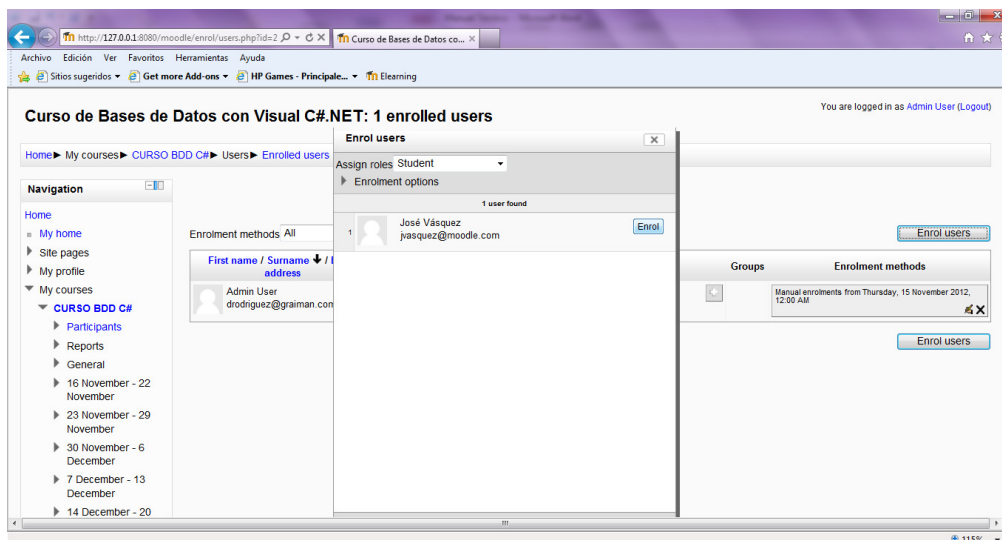 http://127.0.0.1:8080/moodle/enrol/users.php?id=2
Curso de Bases de Datos co...
Archivo Edición Ver Favoritos Herramientas Ayuda
Sitios sugeridos Get more Add-ons HP Games - Principale... Elearning
Curso de Bases de Datos con Visual C#.NET: 1 enrolled users
You are logged in as Admin User (Logout)
Home► My courses► CURSO BDD C#► Users► Enrolled users
Navigation
Home
My home
Site pages
My profile
My courses
CURSO BDD C#
Participants
Reports
General
16 November - 22
November
23 November - 29
November
30 November - 6
December
7 December - 13
December
14 December - 20
Enrolment methods All
First name / Surname /
address
Admin User
drodriguez@graiman.com
Enrol users
Assign roles Student
Enrolment options
1 user found
1
José Vásquez
jvasquez@moodle.com
Enrol
Enrol users
Groups
Enrolment methods
Manual enrolments from Thursday, 15 November 2012,
12:00 AM
Enrol users
115%